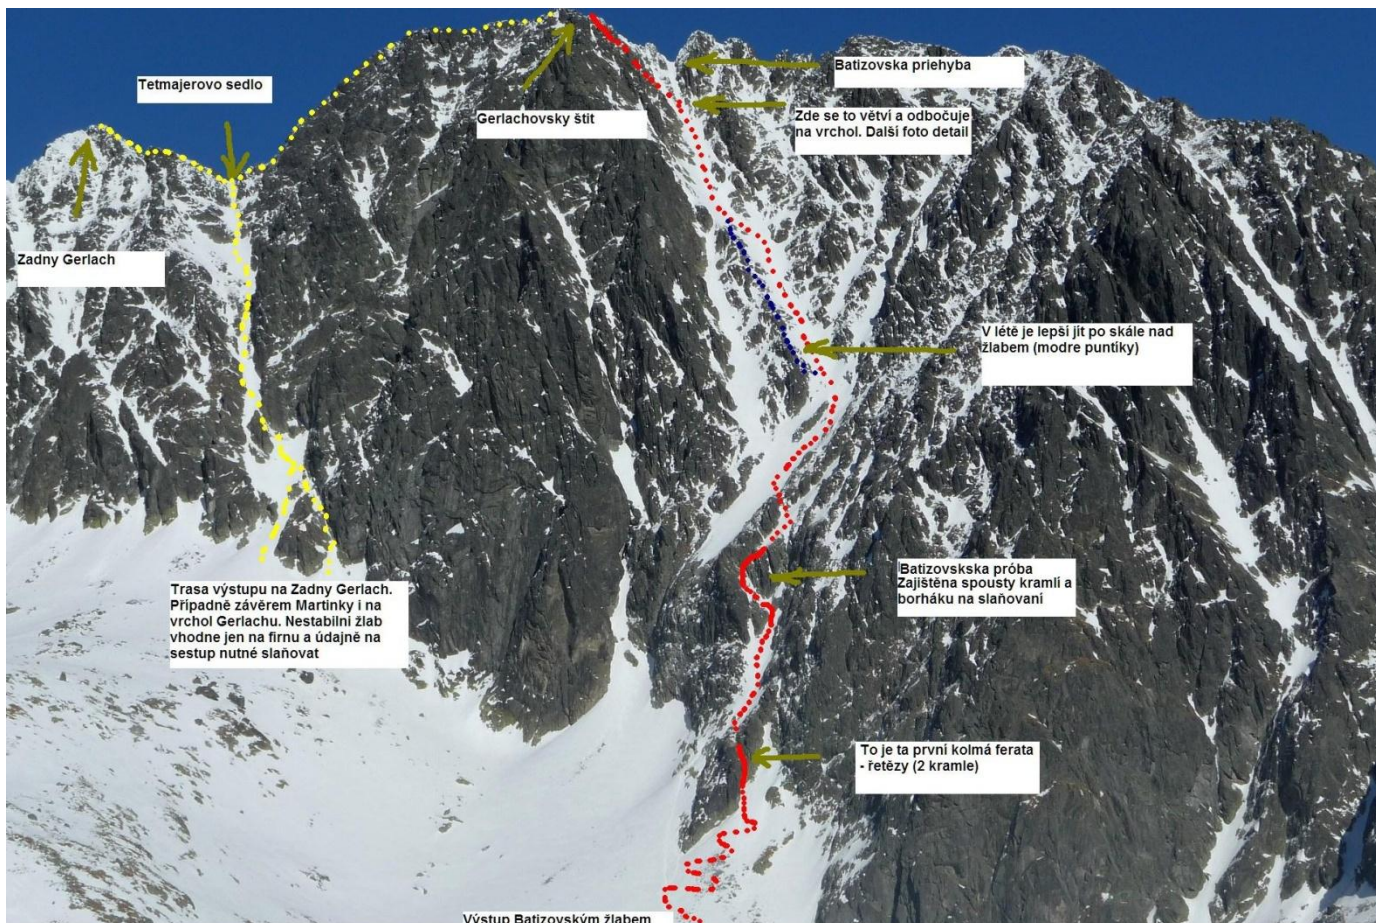 Tetmajerovo sedlo
Gerlachovsky štit
Batizovska priehyba
Zde se to větví a odbočuje
na vrchol. Další foto detail
Zadny Gerlach
V létě je lepší jít po skále nad
žlabem (modre puntíky)
Trasa výstupu na Zadny Gerlach.
Případně závěrem Martinky i na
vrchol Gerlachu. Nestabilní žlab
vhodne jen na firnu a údajně na
sestup nutné slaňovat
Batizovskska próba
Zajištěna spousty kramlí a
borháku na slaňovaní
To je ta první kolmá ferata
- řetězy (2 kramle)
Výstup Batizovským žlabem